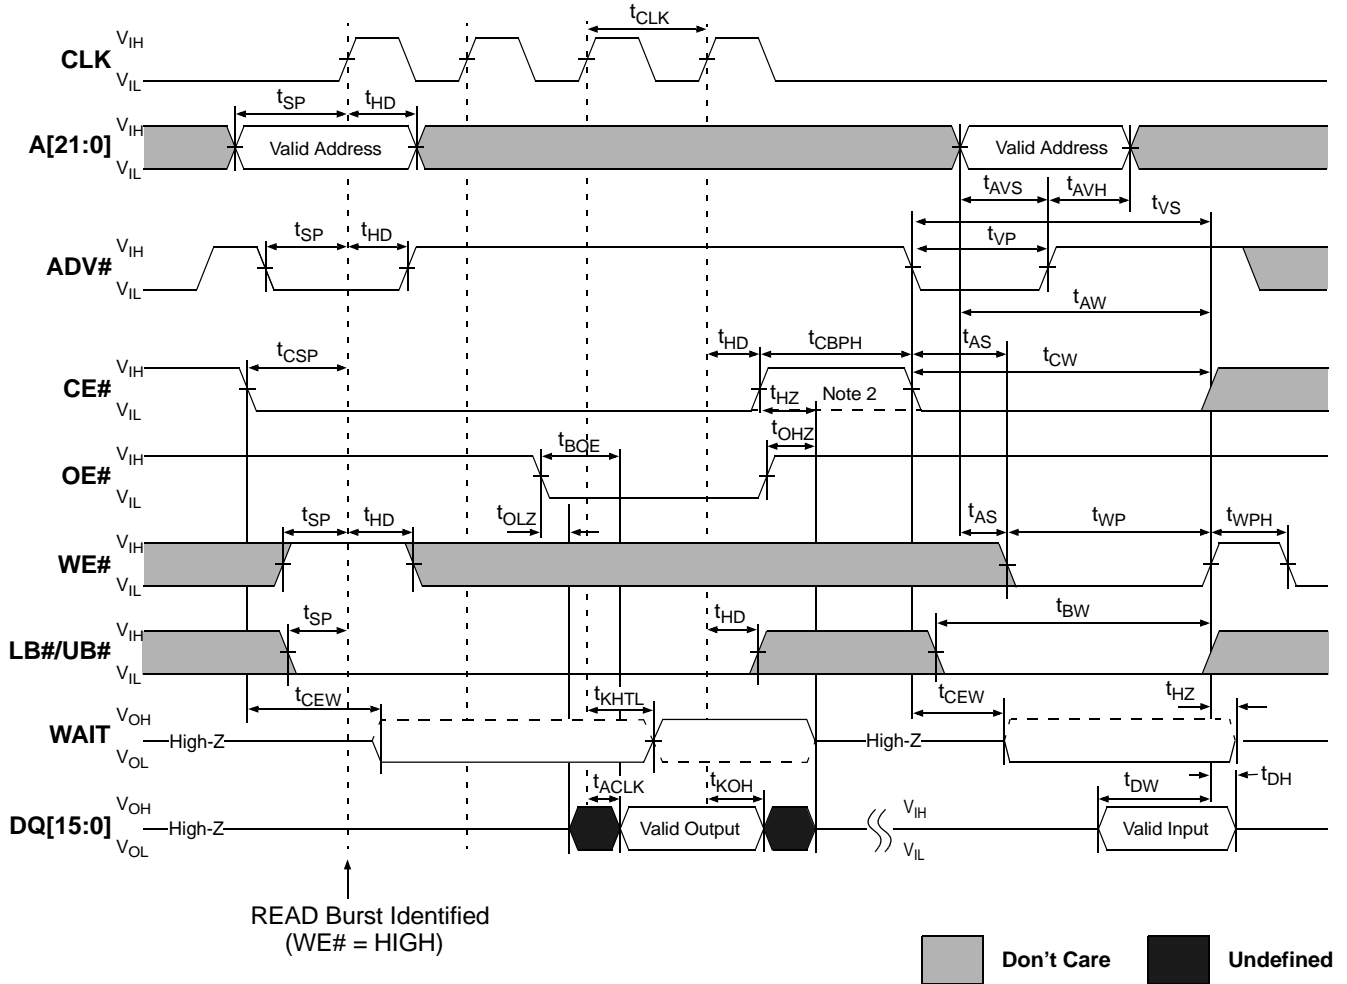 tCLK
CLK VIH
VIL
tSP tHD
A[21:0] VIH
VIL
Valid Address Valid Address
tAVS tAVH
tVS
tSP tHD tVP
ADV# VIH
VIL
tAW
tCSP tHD tCBPH tAS
tCW
CE# VIH
VIL
tHZ Note 2
tBOE tOHZ
OE# VIH
VIL
tOLZ
tSP tHD tAS tWP tWPH
WE# VIH
VIL
tSP tHD tBW
LB#/UB# VIH
VIL
tCEW tKHTL tCEW tHZ
WAIT VOH
VOL
High-Z High-Z
tACLK tKOH tDW tDH
DQ[15:0] VOH
VOL
High-Z Valid Output VIH
VIL
Valid Input
READ Burst Identified
(WE# = HIGH)
Don't Care Undefined